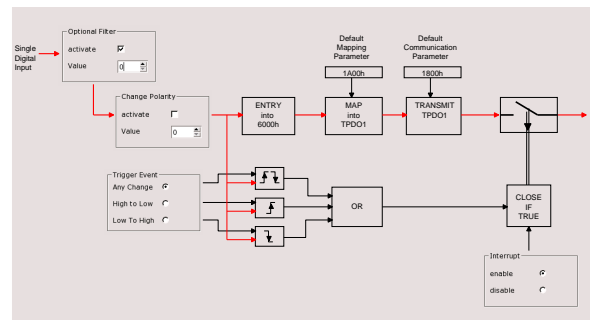 Optional Filter
Single
Digital
Input
activate
Value
0
Change Polarity
activate
Value
0
Default
Mapping
Parameter
1A00h
Default
Communication
Parameter
1800h
ENTRY
into
6000h
MAP
into
TPDO1
TRANSMIT
TPDO1
Trigger Event
Any Change
High to Low
Low To High
OR
CLOSE
IF
TRUE
Interrupt
enable
disable